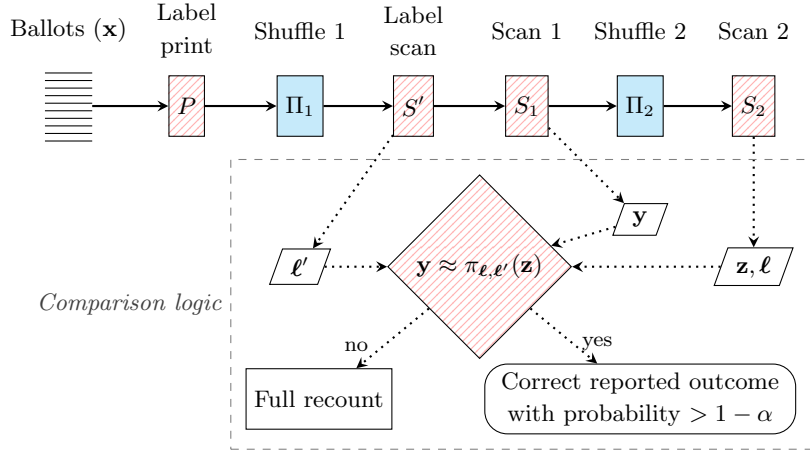 Ballots (x)
Label
print
Shuffle 1
Label
scan
Scan 1
Shuffle 2
Scan 2
P
Π₁
S′
S₁
Π₂
S₂
y
ℓ′
y ≈ π_{ℓ,ℓ′}(z)
z, ℓ
Comparison logic
no
yes
Full recount
Correct reported outcome
with probability > 1 − α